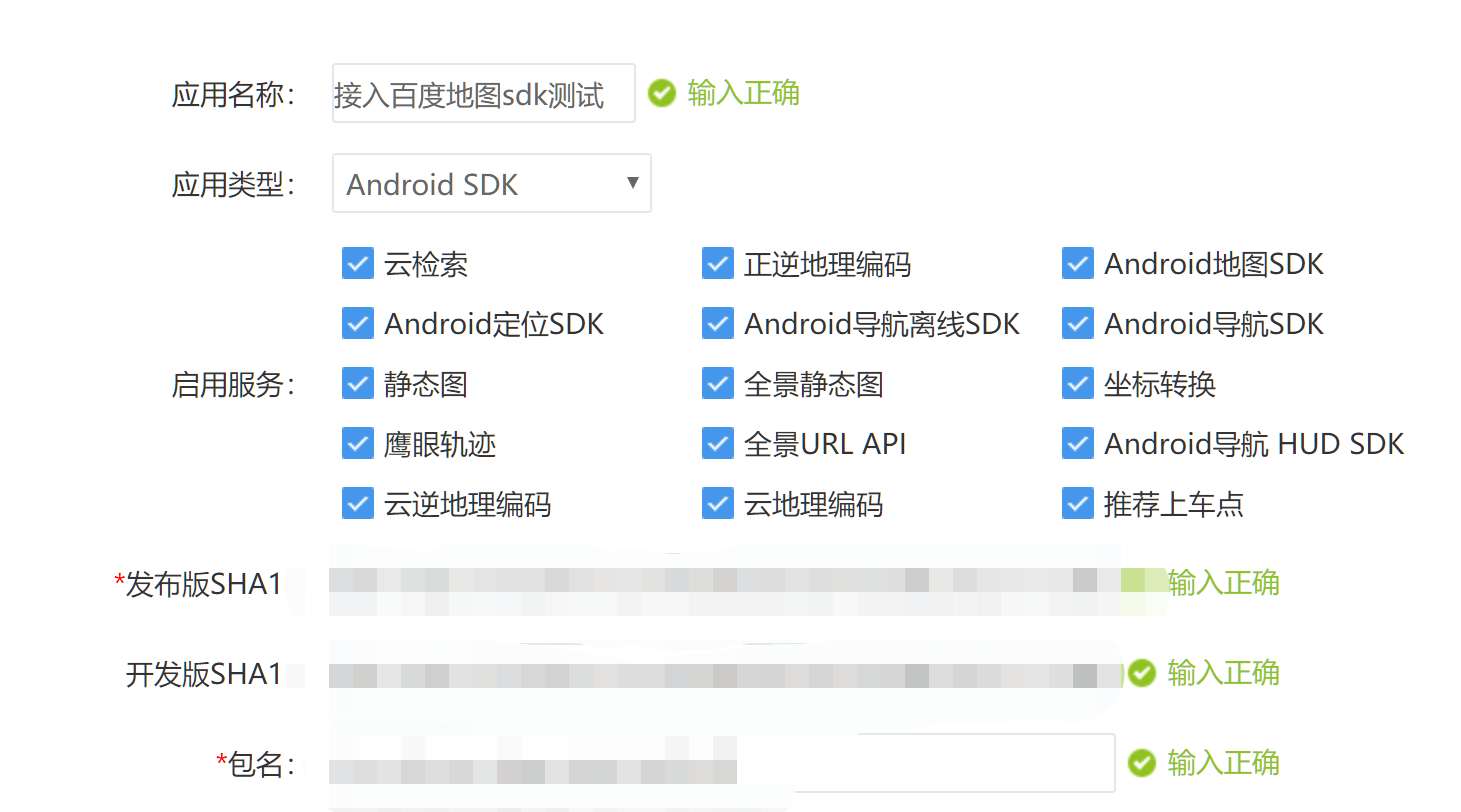 应用名称： 接入百度地图sdk测试 输入正确
应用类型： Android SDK
云检索 正逆地理编码 Android地图SDK
Android定位SDK Android导航离线SDK Android导航SDK
启用服务： 静态图 全景静态图 坐标转换
鹰眼轨迹 全景URL API Android导航 HUD SDK
云逆地理编码 云地理编码 推荐上车点
*发布版SHA1 输入正确
开发版SHA1 输入正确
*包名： 输入正确